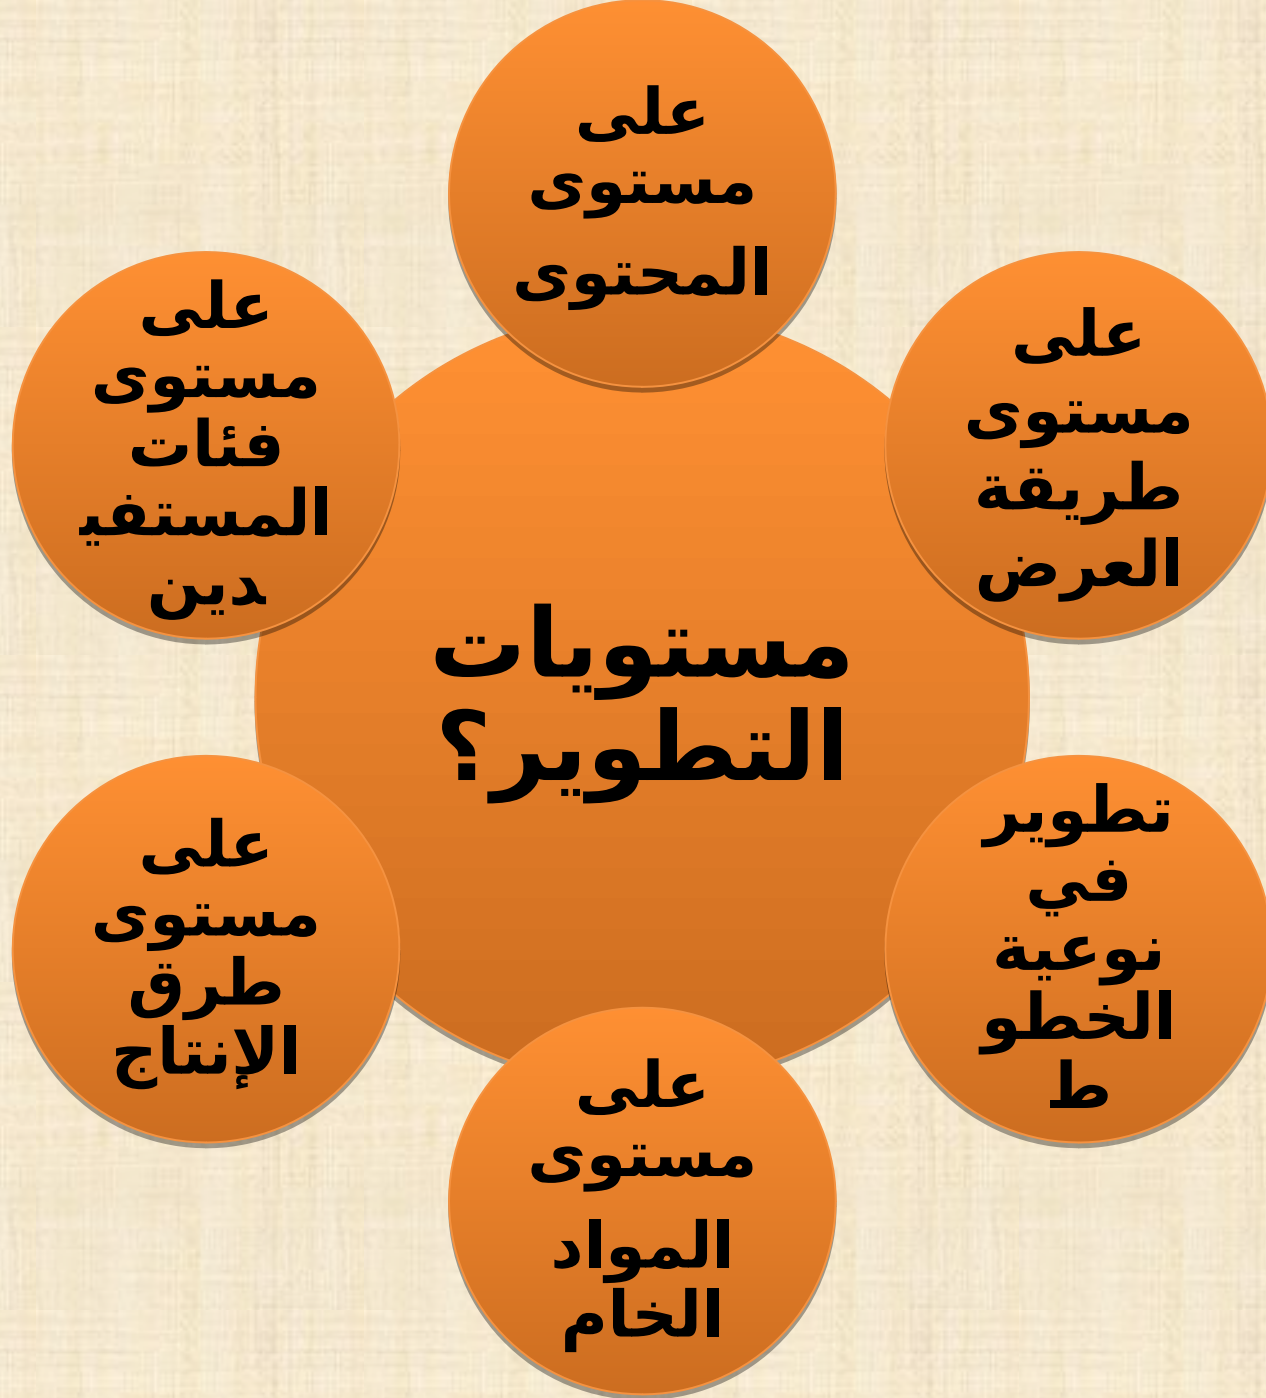 على
مستوى
المحتوى
على
مستوى
طريقة
العرض
تطوير
في
نوعية
الخطو
ط
على
مستوى
المواد
الخام
على
مستوى
طرق
الإنتاج
على
مستوى
فئات
المستفي
دين
مستويات
التطوير؟